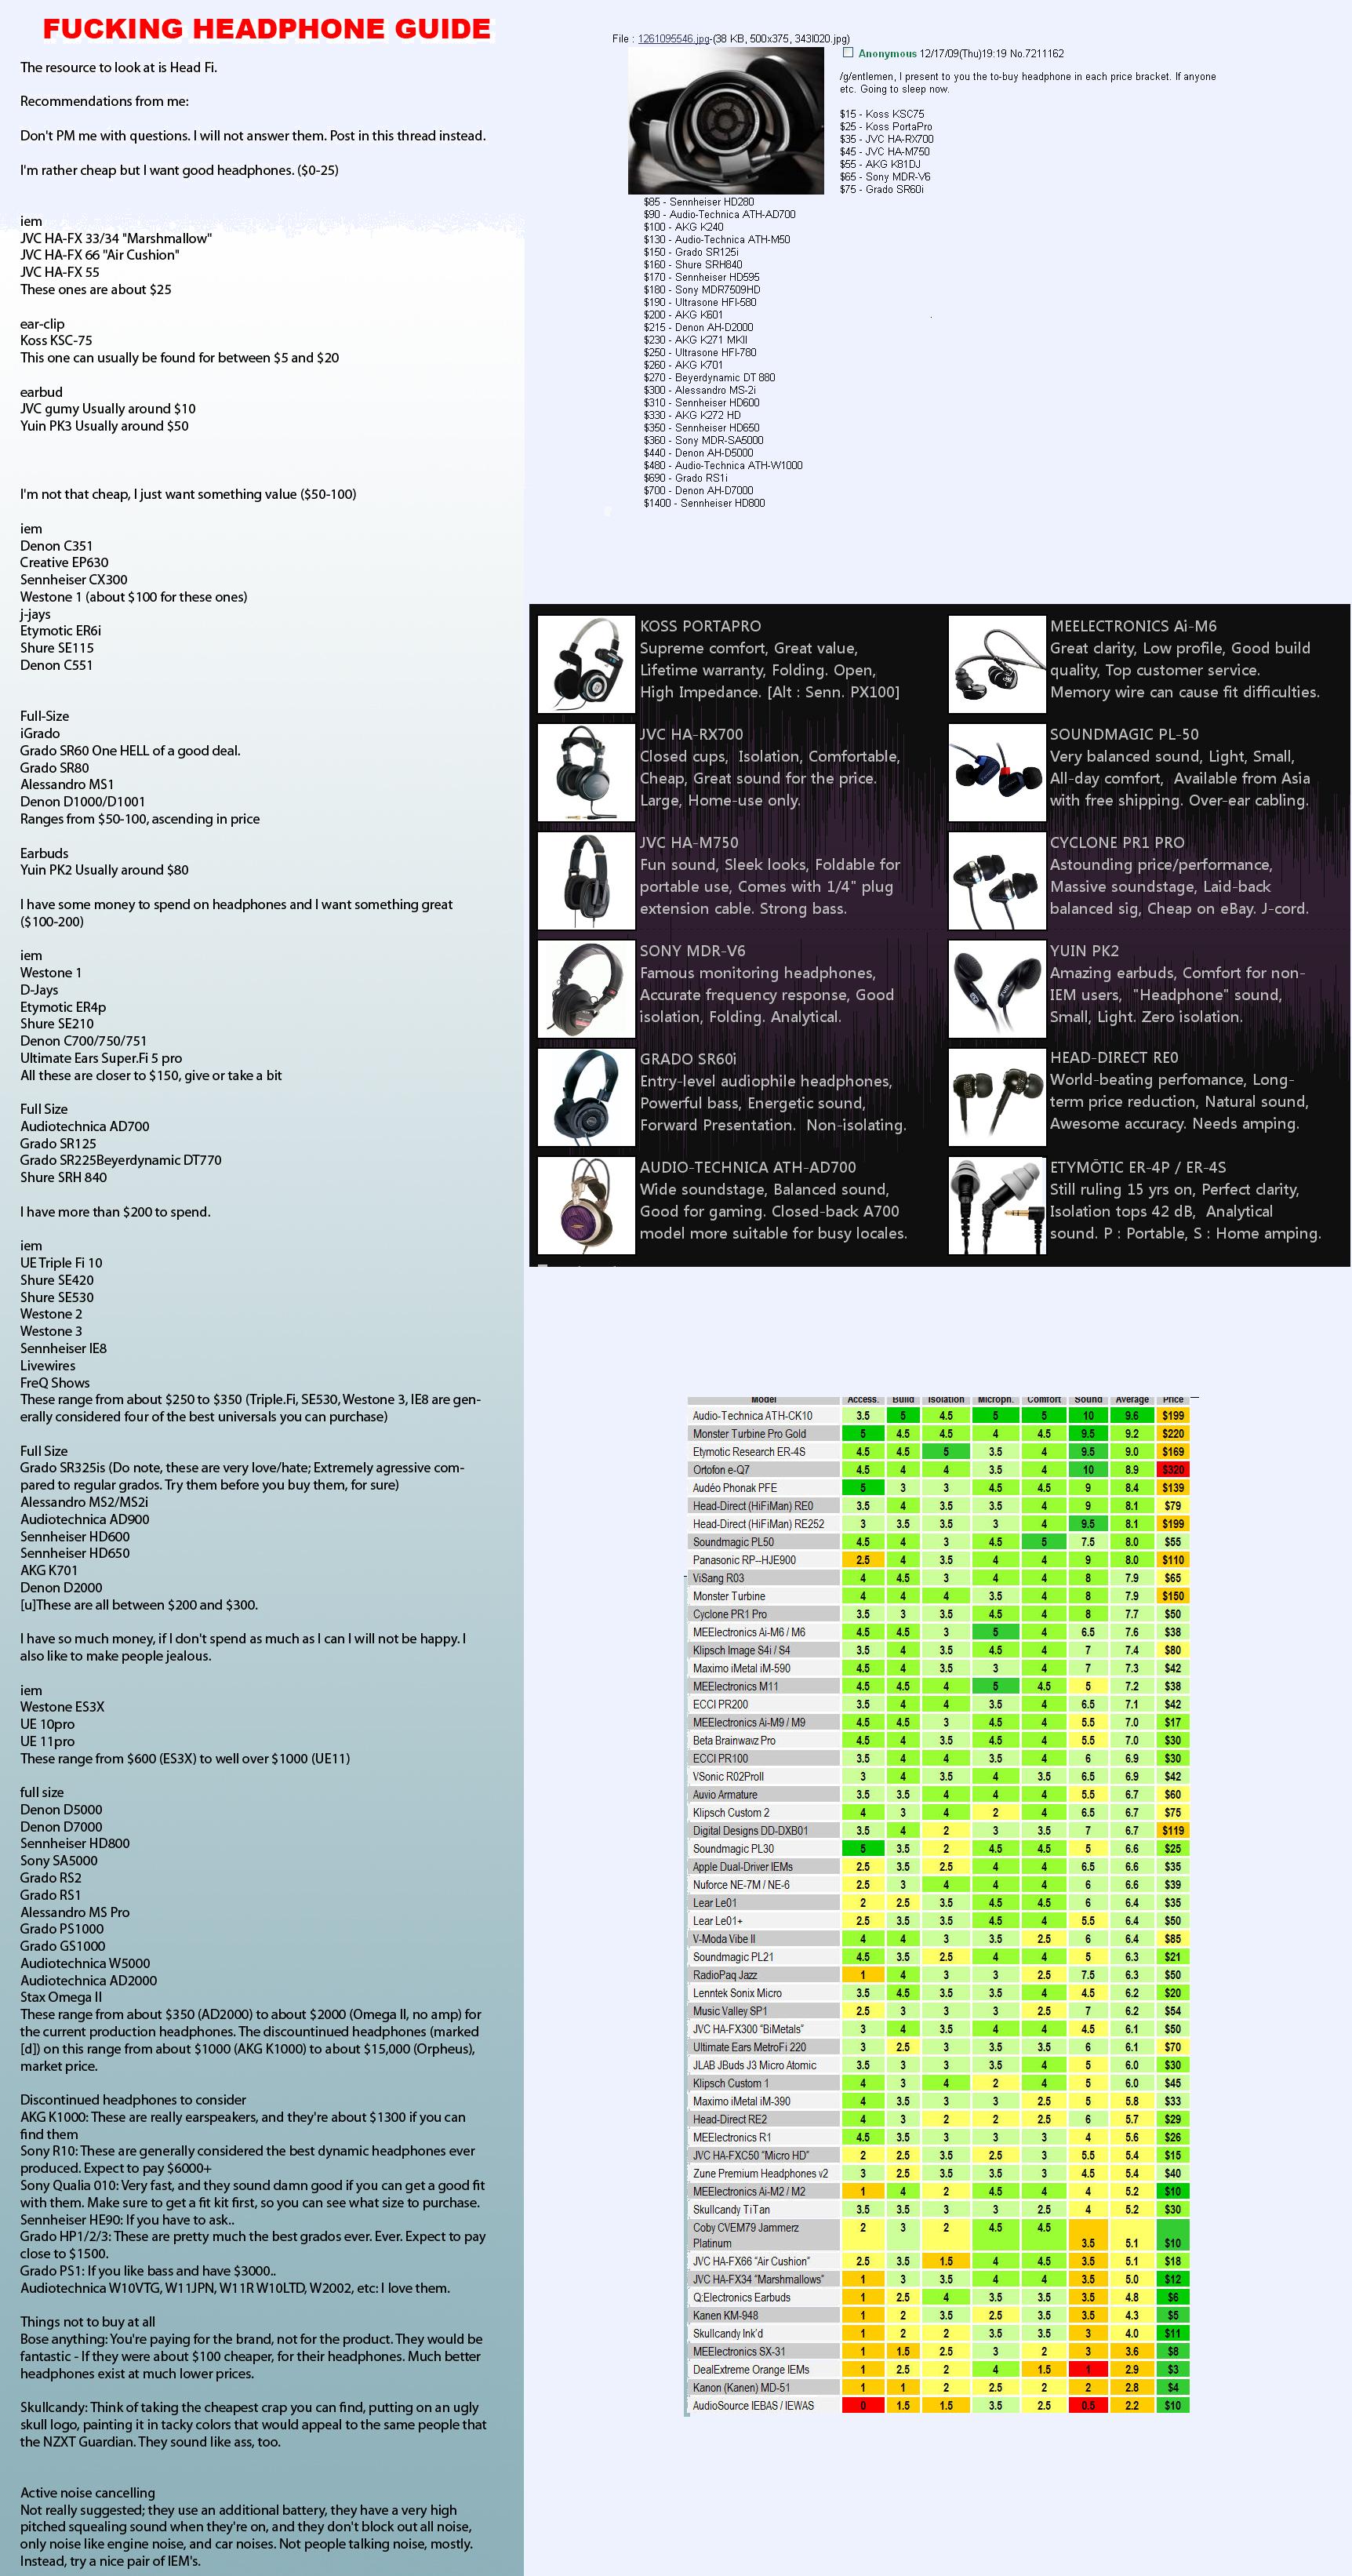 FUCKING HEADPHONE GUIDE
The resource to look at is Head Fi.
Recommendations from me:
Don't PM me with questions. I will not answer them. Post in this thread instead.
I'm rather cheap but I want good headphones. ($0-25)
iem
JVC HA-FX 33/34 "Marshmallow"
JVC HA-FX 66 "Air Cushion"
JVC HA-FX 55
These ones are about $25
ear-clip
Koss KSC-75
This one can usually be found for between $5 and $20
earbud
JVC gumy Usually around $10
Yuin PK3 Usually around $50
I'm not that cheap, I just want something value ($50-100)
iem
Denon C351
Creative EP630
Sennheiser CX300
Westone 1 (about $100 for these ones)
j-jays
Etymotic ER6i
Shure SE115
Denon C551
Full-Size
iGrado
Grado SR60 One HELL of a good deal.
Grado SR80
Alessando MS1
Denon D1000/D1001
Ranges from $50-100, ascending in price
Earbuds
Yuin PK2 Usually around $80
I have some money to spend on headphones and I want something great
($100-200)
iem
Westone 1
D-Jays
Etymotic ER4p
Shure SE210
Denon C700/750/751
Ultimate Ears Super.Fi 5 pro
All these are closer to $150, give or take a bit
Full Size
Audiotechnica AD700
Grado SR125
Grado SR225Beyerdynamic DT770
Shure SRH 840
I have more than $200 to spend.
iem
UE Triple Fi 10
Shure SE420
Shure SE530
Westone 2
Westone 3
Sennheiser IE8
Livewires
FreQ Shows
These range from about $250 to $350 (Triple.Fi, SE530, Westone 3, IE8 are gen-
erally considered four of the best universals you can purchase)
Full Size
Grado SR325is (Do note, these are very love/hate; Extremely agressive com-
pared to regular grados. Try them before you buy them, for sure)
Alessandro MS2/MS2i
Audiotechnica AD900
Sennheiser HD600
Sennheiser HD650
AKG K701
Denon D2000
[u]These are all between $200 and $300.
I have so much money, if I don't spend as much as I can I will not be happy. I
also like to make people jealous.
iem
Westone ES3X
UE 10pro
UE 11pro
These range from $600 (ES3X) to well over $1000 (UE11)
full size
Denon D5000
Denon D7000
Sennheiser HD800
Sony SA5000
Grado RS2
Grado RS1
Alessandro MS Pro
Grado PS1000
Grado GS1000
Audiotechnica W5000
Audiotechnica AD2000
Stax Omega II
These range from about $350 (AD2000) to about $2000 (Omega II, no amp) for
the current production headphones. The discountinued headphones (marked
[d]) on this range from about $1000 (AKG K1000) to about $15,000 (Orpheus),
market price.
Discontinued headphones to consider
AKG K1000: These are really earspeakers, and they're about $1300 if you can
find them
Sony R10: These are generally considered the best dynamic headphones ever
produced. Expect to pay $6000+
Sony Qualia 010: Very fast, and they sound damn good if you can get a good fit
with them. Make sure to get a fit kit first, so you can see what size to purchase.
Sennheiser HE90: If you have to ask..
Grado HP1/2/3: These are pretty much the best grados ever. Ever. Expect to pay
close to $1500.
Grado PS1: If you like bass and have $3000..
Audiotechnica W10VTG, W11JPN, W11R W10LTD, W2002, etc: I love them.
Things not to buy at all
Bose anything: You're paying for the brand, not for the product. They would be
fantastic - If they were about $100 cheaper, for their headphones. Much better
headphones exist at much lower prices.
Skullcandy: Think of taking the cheapest crap you can find, putting on an ugly
skull logo, painting it in tacky colors that would appeal to the same people that
the NZXT Guardian. They sound like ass, too.
Active noise cancelling
Not really suggested; they use an additional battery, they have a very high
pitched squealing sound when they're on, and they don't block out all noise,
only noise like engine noise, and car noises. Not people talking noise, mostly.
Instead, try a nice pair of IEM's.
File : 1261095546.jpg-(38 KB, 500x375, 343l020.jpg)
Anonymous 12/17/09(Thu)19:19 No.7211162
/g/entlemen, I present to you the to-buy headphone in each price bracket. If anyone
etc. Going to sleep now.
$15 - Koss KSC75
$25 - Koss PortaPro
$35 - JVC HA-RX700
$45 - JVC HA-M750
$55 - AKG K81DJ
$65 - Sony MDR-V6
$75 - Grado SR60i
$85 - Sennheiser HD280
$90 - Audio-Technica ATH-AD700
$100 - AKG K240
$130 - Audio-Technica ATH-M50
$150 - Grado SR125i
$160 - Shure SRH840
$170 - Sennheiser HD595
$180 - Sony MDR7509HD
$190 - Ultrasone HFI-580
$200 - AKG K601
$215 - Denon AH-D2000
$230 - AKG K271 MKII
$250 - Ultrasone HFI-780
$260 - AKG K701
$270 - Beyerdynamic DT 880
$300 - Alessandro MS-2i
$310 - Sennheiser HD600
$330 - AKG K272 HD
$350 - Sennheiser HD650
$360 - Sony MDR-SA5000
$440 - Denon AH-D5000
$480 - Audio-Technica ATH-W1000
$690 - Grado RS1i
$700 - Denon AH-D7000
$1400 - Sennheiser HD800
KOSS PORTAPRO
Supreme comfort, Great value,
Lifetime warranty, Folding. Open,
High Impedance. [Alt : Senn. PX100]
JVC HA-RX700
Closed cups, Isolation, Comfortable,
Cheap, Great sound for the price.
Large, Home-use only.
JVC HA-M750
Fun sound, Sleek looks, Foldable for
portable use, Comes with 1/4" plug
extension cable. Strong bass.
SONY MDR-V6
Famous monitoring headphones,
Accurate frequency response, Good
isolation, Folding. Analytical.
GRADO SR60i
Entry-level audiophile headphones,
Powerful bass, Energetic sound,
Forward Presentation. Non-isolating.
AUDIO-TECHNICA ATH-AD700
Wide soundstage, Balanced sound,
Good for gaming. Closed-back A700
model more suitable for busy locales.
MEELECTRONICS Ai-M6
Great clarity, Low profile, Good build
quality, Top customer service.
Memory wire can cause fit difficulties.
SOUNDMAGIC PL-50
Very balanced sound, Light, Small,
All-day comfort, Available from Asia
with free shipping. Over-ear cabling.
CYCLONE PR1 PRO
Astounding price/performance,
Massive soundstage, Laid-back
balanced sig, Cheap on eBay. J-cord.
YUIN PK2
Amazing earbuds, Comfort for non-
IEM users, "Headphone" sound,
Small, Light. Zero isolation.
HEAD-DIRECT RE0
World-beating perfomance, Long-
term price reduction, Natural sound,
Awesome accuracy. Needs amping.
ETYMŌTIC ER-4P / ER-4S
Still ruling 15 yrs on, Perfect clarity,
Isolation tops 42 dB, Analytical
sound. P : Portable, S : Home amping.
Model Access. Build Isolation Microph. Comfort Sound Average Price
Audio-Technica ATH-CK10 3.5 5 4.5 5 5 10 9.6 $199
Monster Turbine Pro Gold 5 4.5 4.5 4 4.5 9.5 9.2 $220
Etymotic Research ER-4S 4.5 4.5 5 3.5 4 9.5 9.0 $169
Ortofon e-Q7 4.5 4 4 3.5 4 10 8.9 $320
Audéo Phonak PFE 5 3 3 4.5 4.5 9 8.4 $139
Head-Direct (HiFiMan) RE0 3.5 4 3.5 3.5 4 9 8.1 $79
Head-Direct (HiFiMan) RE252 3 3.5 3.5 3 4 9.5 8.1 $199
Soundmagic PL50 4.5 4 3 4.5 5 7.5 8.0 $55
Panasonic RP--HJE900 2.5 4 3.5 4 4 9 8.0 $110
ViSang R03 4 4.5 3 4 4 8 7.9 $65
Monster Turbine 4 4 4 3.5 4 8 7.9 $150
Cyclone PR1 Pro 3.5 3 3.5 4.5 4 8 7.7 $50
MEElectronics Ai-M6 / M6 4.5 4.5 3 5 4 6.5 7.6 $38
Klipsch Image S4i / S4 3.5 4 3.5 4.5 4 7 7.4 $80
Maximo iMetal iM-590 4.5 4 3.5 3 4 7 7.3 $42
MEElectronics M11 4.5 4.5 4 5 4.5 5 7.2 $38
ECCI PR200 3.5 4 4 3.5 4 6.5 7.1 $42
MEElectronics Ai-M9 / M9 4.5 4.5 3 4.5 4 5.5 7.0 $17
Beta Brainwavz Pro 4.5 4 3.5 4.5 4 5.5 7.0 $30
ECCI PR100 3.5 4 4 3.5 4 6 6.9 $30
VSonic R02ProII 3 4 3.5 4 3.5 6.5 6.9 $42
Auvio Armature 3.5 3.5 4 4 4 5.5 6.7 $60
Klipsch Custom 2 4 3 4 2 4 6.5 6.7 $75
Digital Designs DD-DXB01 3.5 4 2 3 3.5 7 6.7 $119
Soundmagic PL30 5 3.5 2 4.5 4.5 5 6.6 $25
Apple Dual-Driver IEMs 2.5 3.5 2.5 4 4 6.5 6.6 $35
Nuforce NE-7M / NE-6 2.5 3 4 4 4 6 6.6 $39
Lear Le01 2 2.5 3.5 4.5 4.5 6 6.4 $35
Lear Le01+ 2.5 3.5 3.5 4.5 4 5.5 6.4 $50
V-Moda Vibe II 4 4 3 3.5 2.5 6 6.4 $85
Soundmagic PL21 4.5 3.5 2.5 4 4 5 6.3 $21
RadioPaq Jazz 1 4 3 3 2.5 7.5 6.3 $50
Lenntek Sonix Micro 3.5 4.5 3.5 3.5 4 4.5 6.2 $20
Music Valley SP1 2.5 3 3 3 2.5 7 6.2 $54
JVC HA-FX300 "BiMetals" 3 4 3.5 4 4 4.5 6.1 $50
Ultimate Ears MetroFi 220 3 2.5 3 3.5 3.5 6 6.1 $70
JLAB JBuds J3 Micro Atomic 3.5 3 3 3.5 4 5 6.0 $30
Klipsch Custom 1 4 3 4 2 4 5 6.0 $45
Maximo iMetal iM-390 4 3.5 3 3 2.5 5 5.8 $33
Head-Direct RE2 4 3 2 2 2.5 6 5.7 $29
MEElectronics R1 4.5 3.5 3 3 3 4 5.6 $26
JVC HA-FXC50 "Micro HD" 2 2.5 3.5 2.5 3 5.5 5.4 $15
Zune Premium Headphones v2 3 2.5 3.5 3.5 3 4.5 5.4 $40
MEElectronics Ai-M2 / M2 1 4 2 4.5 4 4 5.2 $10
Skullcandy TiTan 3.5 3.5 3 3 2.5 4 5.2 $30
Coby CVEM79 Jammerz 2 3 2 4.5 4.5
Platinum 3.5 5.1 $10
JVC HA-FX66 "Air Cushion" 2.5 3.5 1.5 4 4.5 3.5 5.1 $18
JVC HA-FX34 "Marshmallows" 1 3 3.5 4 4 3.5 5.0 $12
Q:Electronics Earbuds 1 2.5 4 3.5 3.5 3.5 4.8 $6
Kanen KM-948 1 2 3.5 2.5 3.5 3.5 4.3 $5
Skullcandy Ink'd 1 2 2 3.5 3.5 3 4.0 $11
MEElectronics SX-31 1 1.5 2.5 3 2 3 3.6 $8
DealExtreme Orange IEMs 1 2.5 2 4 1.5 1 2.9 $3
Kanon (Kanen) MD-51 1 1 2 2.5 2 2 2.8 $4
AudioSource IEBAS / IEWAS 0 1.5 1.5 3.5 2.5 0.5 2.2 $10